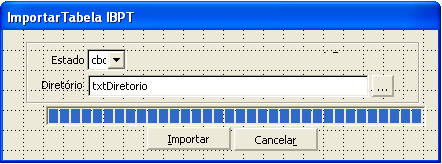 ImportarTabela IBPT
Estado cbc
Diretório: txtDiretorio ...
Importar Cancelar